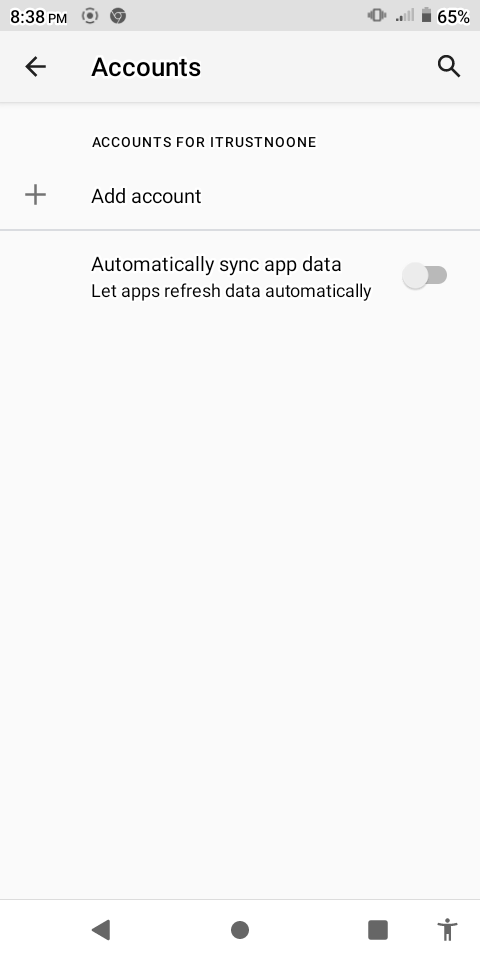 8:38 PM 65%
Accounts
ACCOUNTS FOR ITRUSTNOONE
Add account
Automatically sync app data
Let apps refresh data automatically